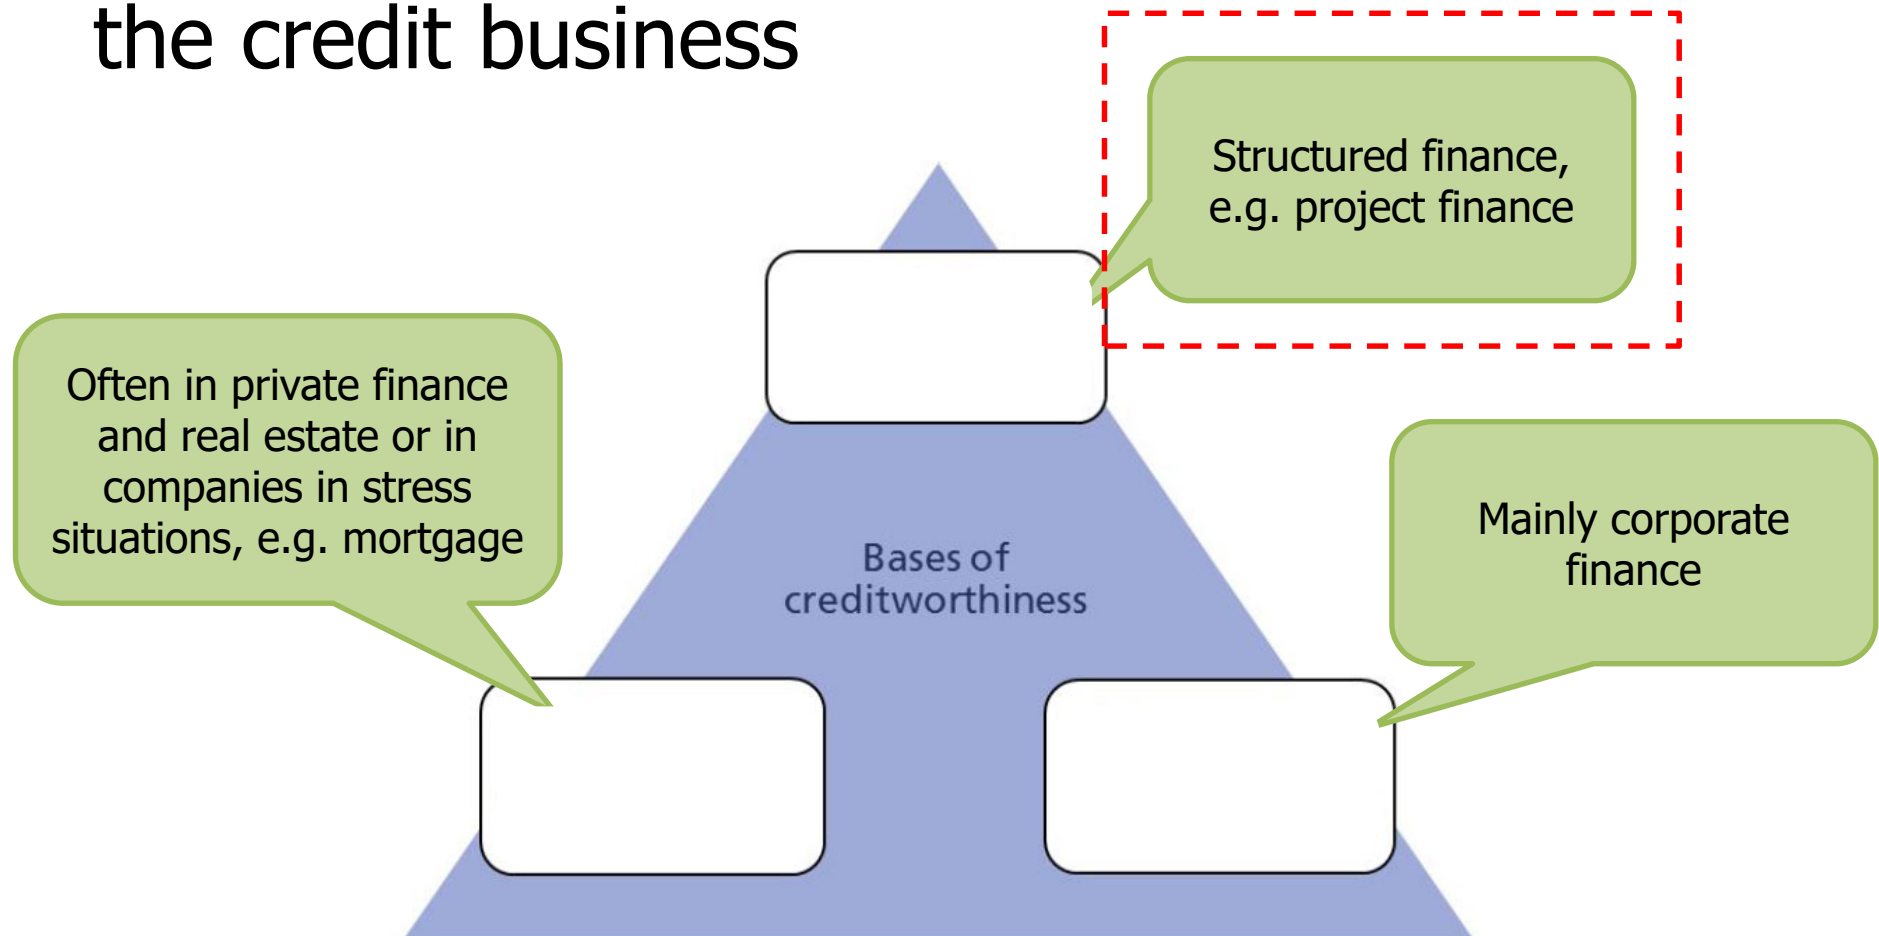 the credit business
Structured finance,
e.g. project finance
Often in private finance
and real estate or in
companies in stress
situations, e.g. mortgage
Mainly corporate
finance
Bases of
creditworthiness